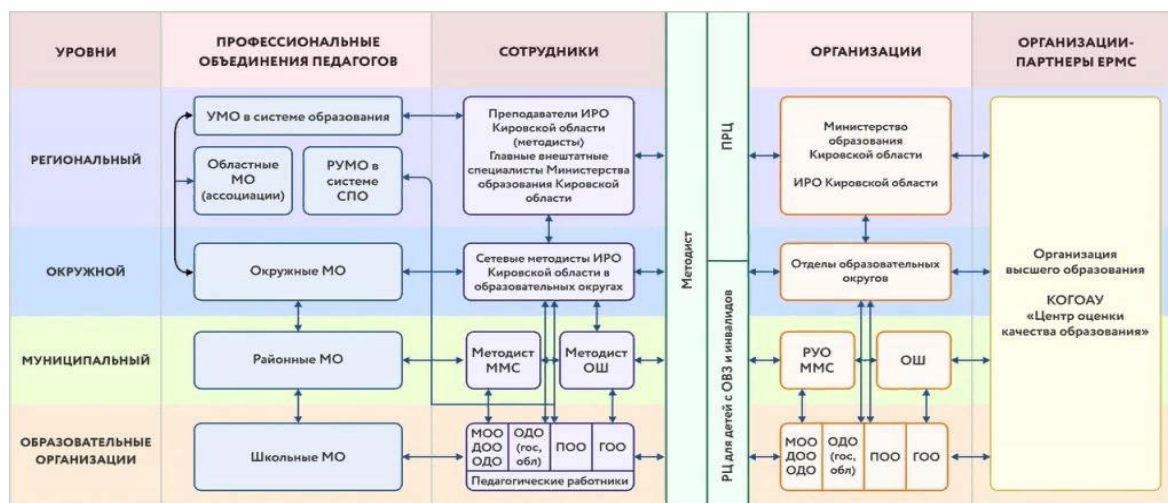 УРОВНИ
ПРОФЕССИОНАЛЬНЫЕ
ОБЪЕДИНЕНИЯ ПЕДАГОГОВ
СОТРУДНИКИ
ОРГАНИЗАЦИИ
ОРГАНИЗАЦИИ-
ПАРТНЕРЫ ЕРМС
РЕГИОНАЛЬНЫЙ
УМО в системе образования
Областные
МО
(ассоциации)
РУМО в
системе
СПО
Преподаватели ИРО
Кировской области
(методисты)
Главные внештатные
специалисты Министерства
образования Кировской
области
Методист
ПРЦ
РЦ для детей с ОВЗ и инвалидов
Министерство
образования
Кировской области
ИРО Кировской области
Организация
высшего образования
КОГОАУ
«Центр оценки
качества образования»
ОКРУЖНОЙ
Окружные МО
Сетевые методисты ИРО
Кировской области в
образовательных округах
Отделы образовательных
округов
МУНИЦИПАЛЬНЫЙ
Районные МО
Методист
ММС
Методист
ОШ
РУО
ММС
ОШ
ОБРАЗОВАТЕЛЬНЫЕ
ОРГАНИЗАЦИИ
Школьные МО
МОО
ДОО
ОДО
ОДО
(гос,
обл)
ПОО
ГОО
Педагогические работники
МОО
ДОО
ОДО
ОДО
(гос,
обл)
ПОО
ГОО